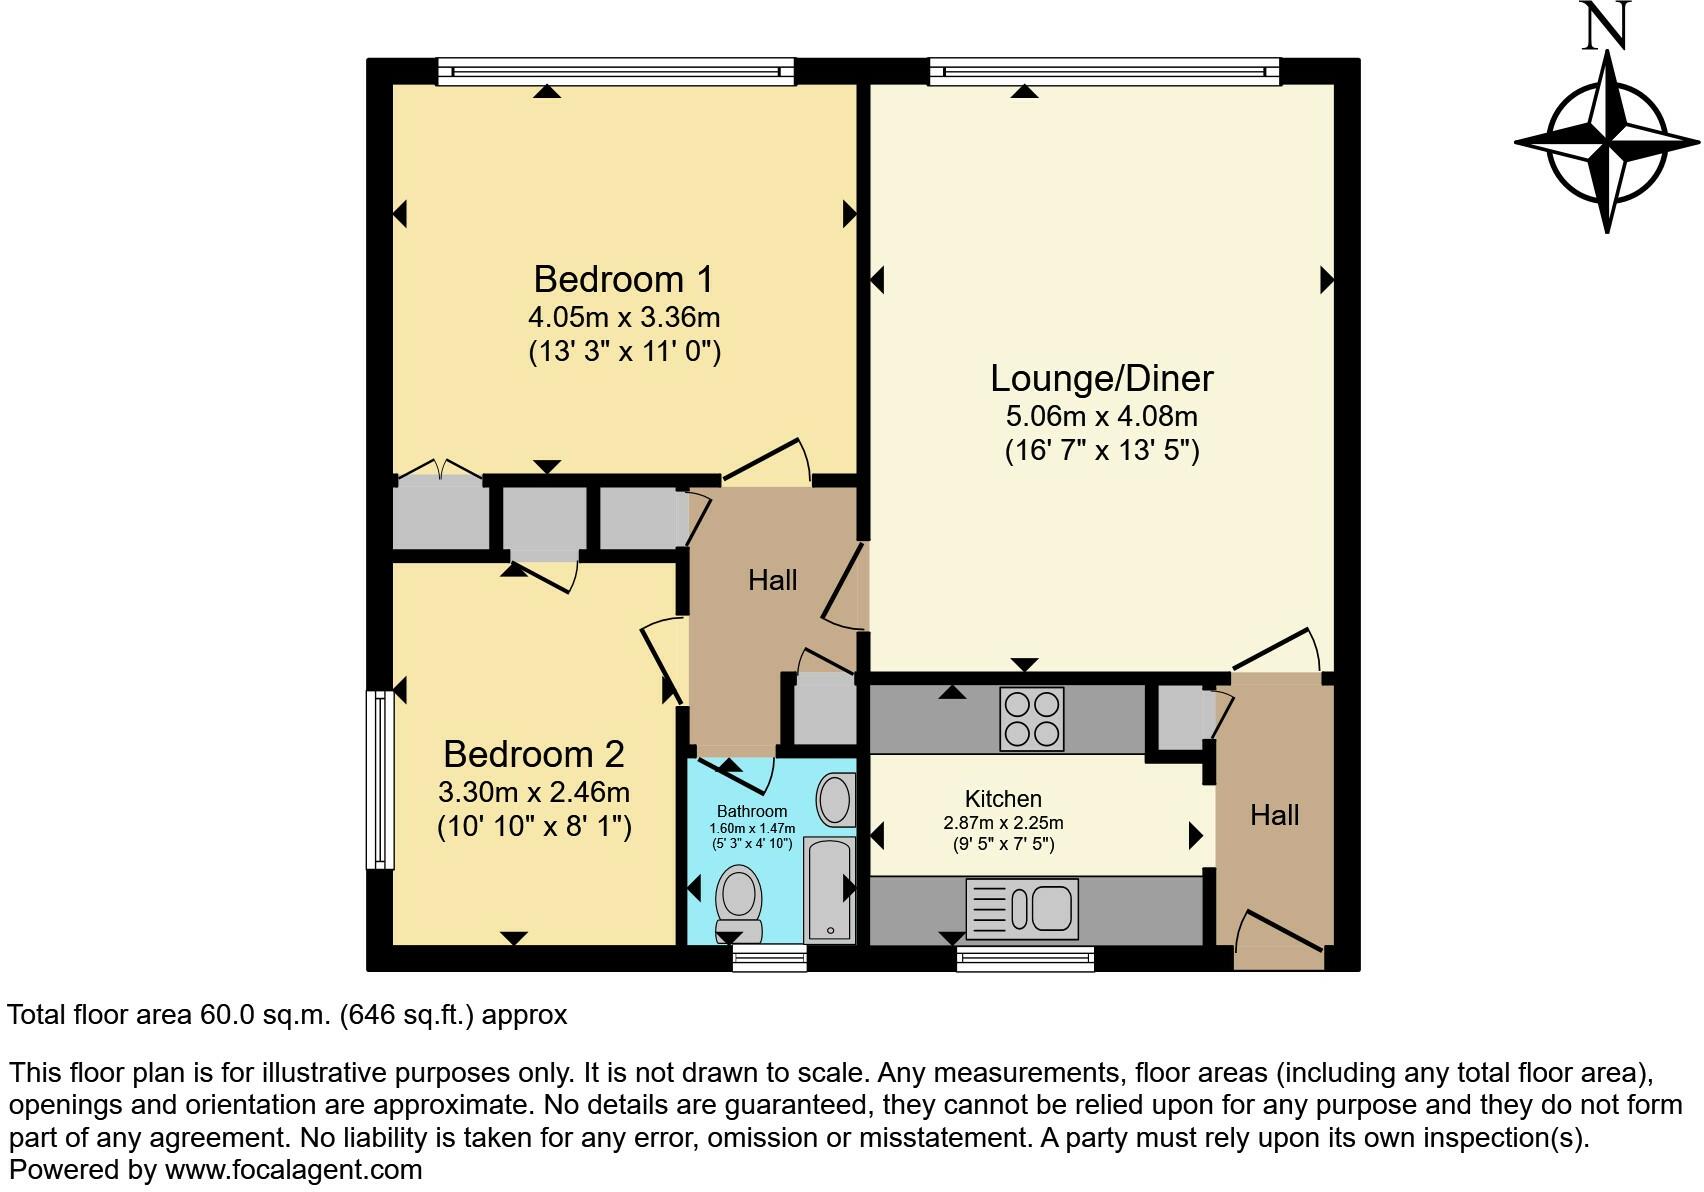 N
Bedroom 1
4.05m x 3.36m
(13' 3" x 11' 0")
Lounge/Diner
5.06m x 4.08m
(16' 7" x 13' 5")
Hall
Bedroom 2
3.30m x 2.46m
(10' 10" x 8' 1")
Bathroom
1.60m x 1.47m
(5' 3" x 4' 10")
Kitchen
2.87m x 2.25m
(9' 5" x 7' 5")
Hall
Total floor area 60.0 sq.m. (646 sq.ft.) approx
This floor plan is for illustrative purposes only. It is not drawn to scale. Any measurements, floor areas (including any total floor area),
openings and orientation are approximate. No details are guaranteed, they cannot be relied upon for any purpose and they do not form
part of any agreement. No liability is taken for any error, omission or misstatement. A party must rely upon its own inspection(s).
Powered by www.focalagent.com